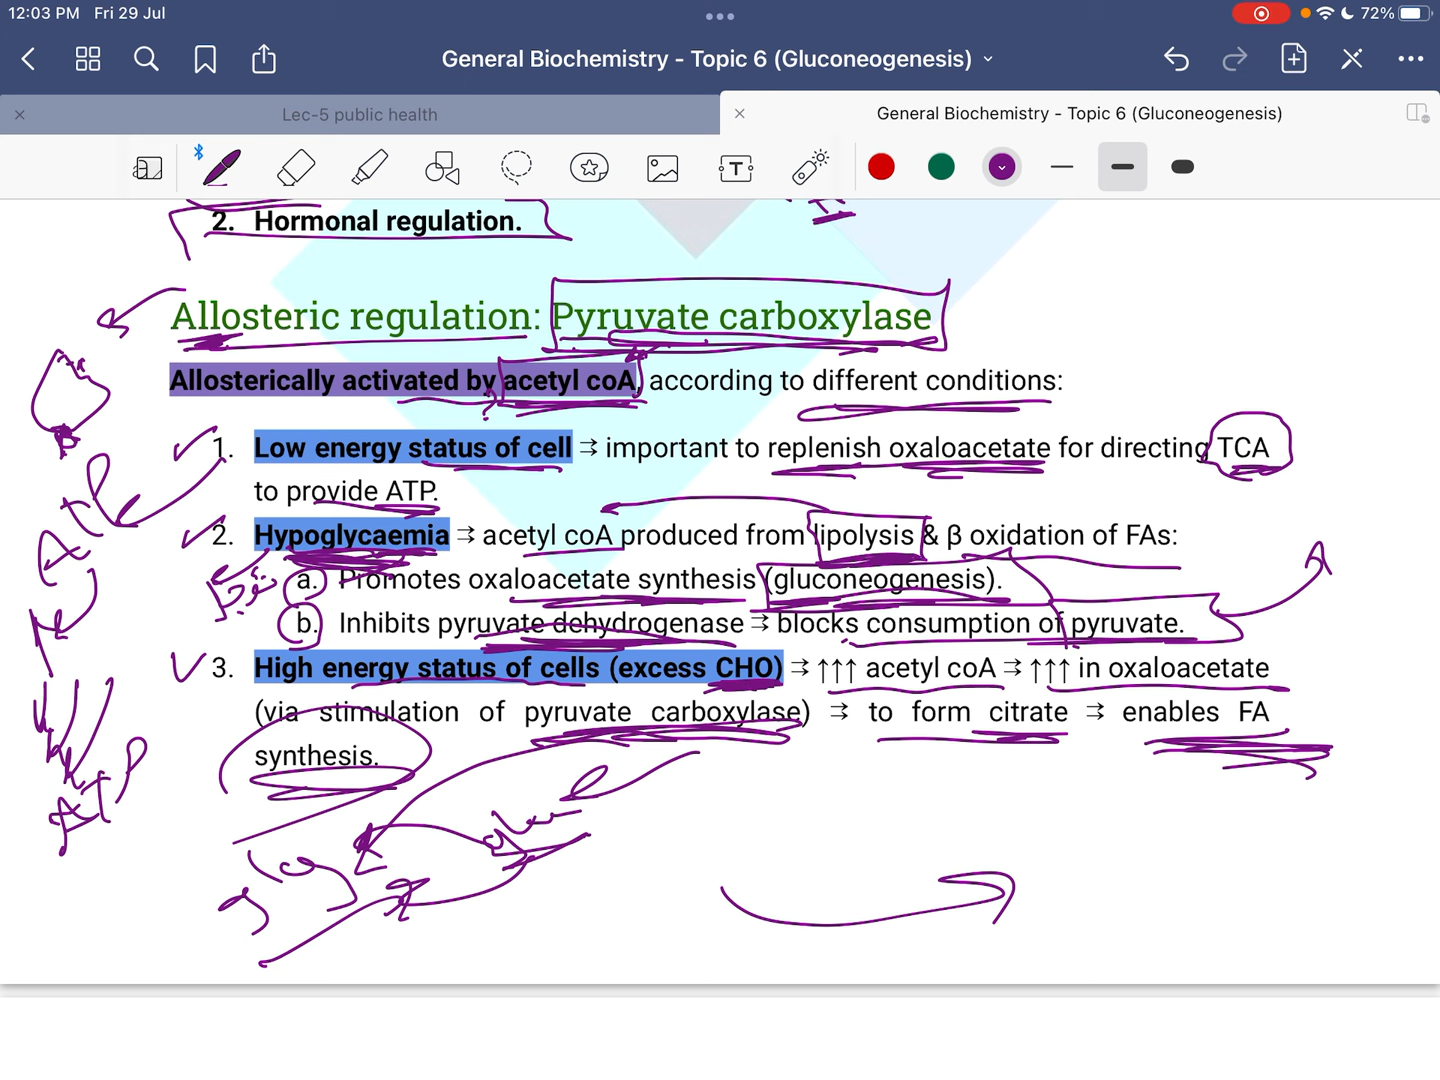 12:03 PM Fri 29 Jul
72%
General Biochemistry - Topic 6 (Gluconeogenesis)
Lec-5 public health
General Biochemistry - Topic 6 (Gluconeogenesis)
T
2. Hormonal regulation.
Allosteric regulation: Pyruvate carboxylase
Allosterically activated by acetyl coA, according to different conditions:
1. Low energy status of cell ⇉ important to replenish oxaloacetate for directing TCA
to provide ATP.
2. Hypoglycaemia ⇉ acetyl coA produced from lipolysis & β oxidation of FAs:
a. Promotes oxaloacetate synthesis (gluconeogenesis).
b. Inhibits pyruvate dehydrogenase ⇉ blocks consumption of pyruvate.
3. High energy status of cells (excess CHO) ⇉ ↑↑↑ acetyl coA ⇉ ↑↑↑ in oxaloacetate
(via stimulation of pyruvate carboxylase) ⇉ to form citrate ⇉ enables FA
synthesis.
ATP